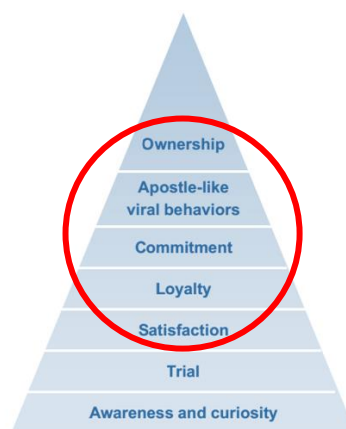 Ownership
Apostle-like
viral behaviors
Commitment
Loyalty
Satisfaction
Trial
Awareness and curiosity